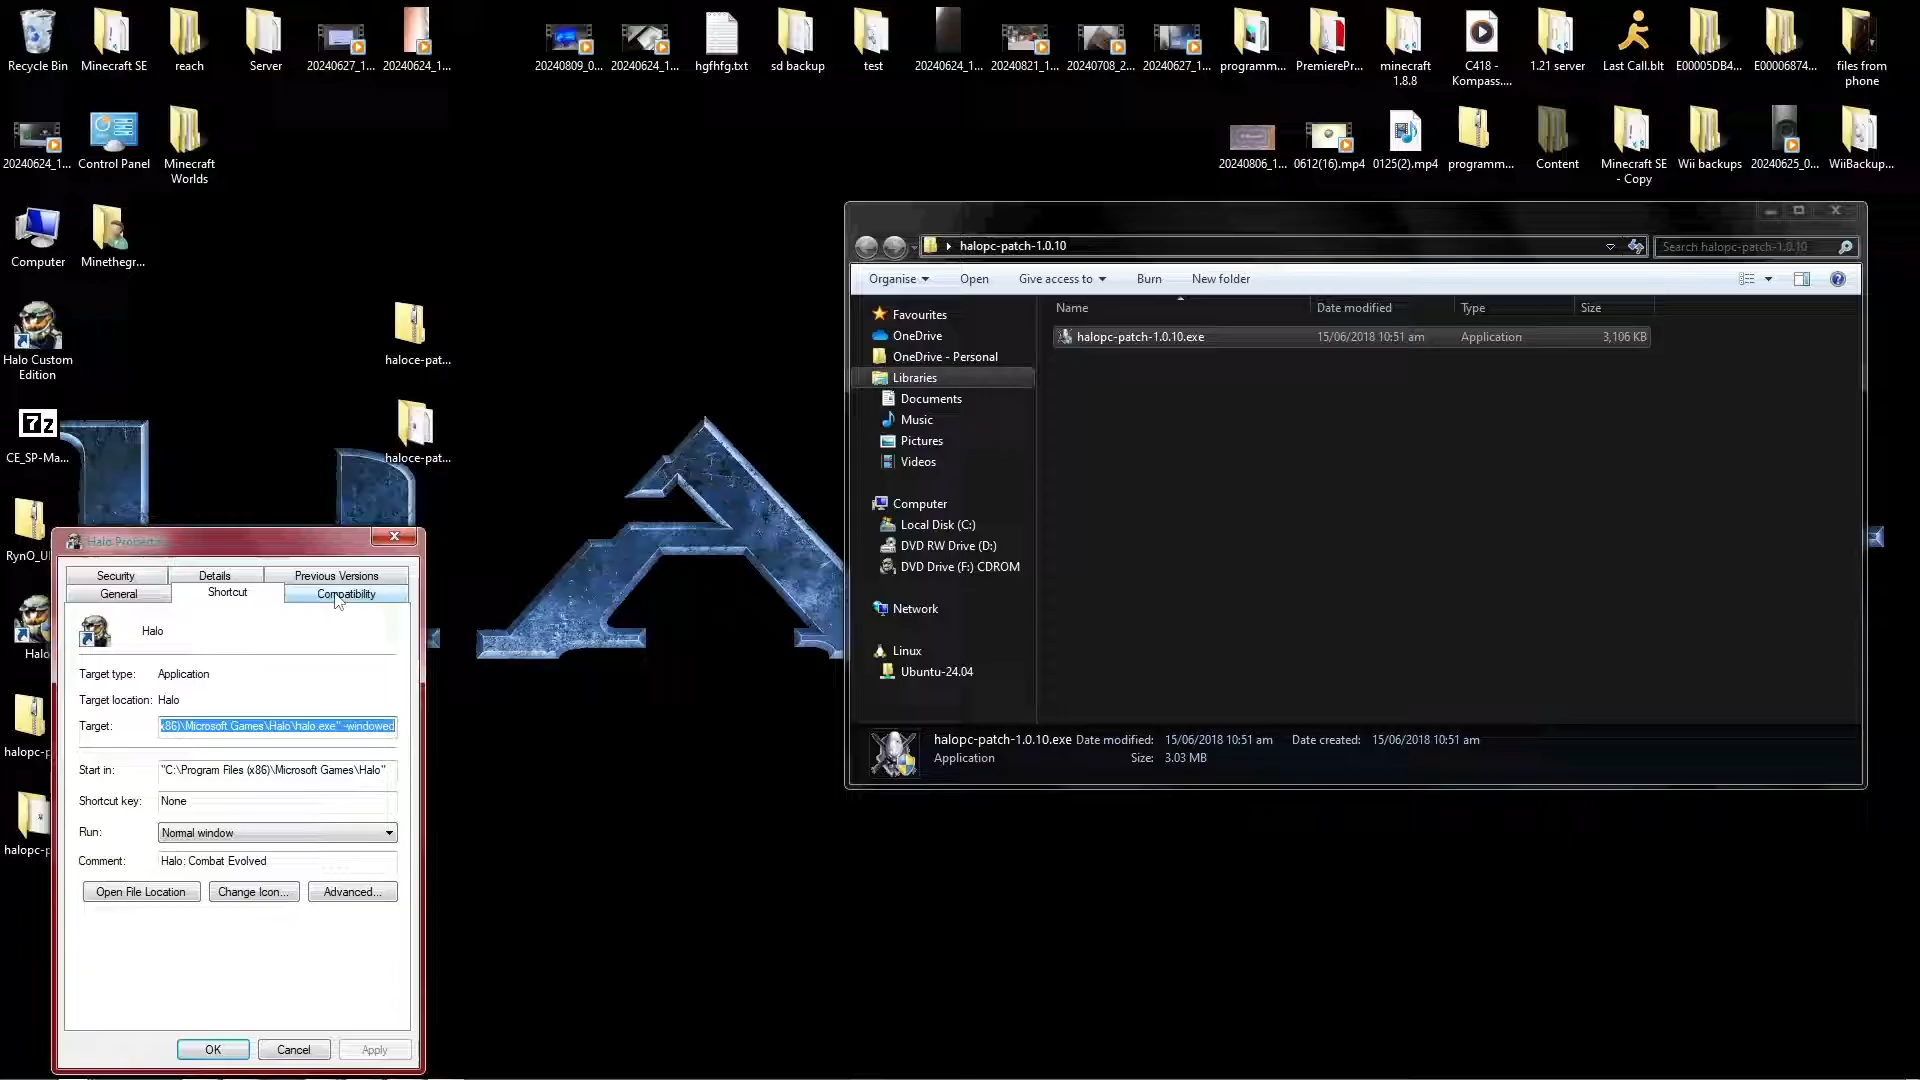 Recycle Bin
Minecraft SE
reach
Server
20240627_1...
20240624_1...
20240809_0...
20240624_1...
hgfhfg.txt
sd backup
test
20240624_1...
20240821_1...
20240708_2...
20240627_1...
programm...
PremierePr...
minecraft
1.8.8
C418 -
Kompass....
1.21 server
Last Call.blt
E00005DB4...
E00006874...
files from
phone
20240624_1...
Control Panel
Minecraft
Worlds
20240806_1...
0612(16).mp4
0125(2).mp4
programm...
Content
Minecraft SE
- Copy
Wii backups
20240625_0...
WiiBackup...
Computer
Minethegr...
Halo Custom
Edition
haloce-pat...
7z
CE_SP-Ma...
haloce-pat...
RynO_U
Halo
halopc-p
halopc-p
Halo Properties
Security
Details
Previous Versions
General
Shortcut
Compatibility
Halo
Target type: Application
Target location: Halo
Target: x86)\Microsoft Games\Halo\halo.exe" -windowed
Start in: "C:\Program Files (x86)\Microsoft Games\Halo"
Shortcut key: None
Run: Normal window
Comment: Halo: Combat Evolved
Open File Location
Change Icon...
Advanced...
OK
Cancel
Apply
halopc-patch-1.0.10
Search halopc-patch-1.0.10
Organise
Open
Give access to
Burn
New folder
Name
Date modified
Type
Size
halopc-patch-1.0.10.exe
15/06/2018 10:51 am
Application
3,106 KB
Favourites
OneDrive
OneDrive - Personal
Libraries
Documents
Music
Pictures
Videos
Computer
Local Disk (C:)
DVD RW Drive (D:)
DVD Drive (F:) CDROM
Network
Linux
Ubuntu-24.04
halopc-patch-1.0.10.exe Date modified: 15/06/2018 10:51 am Date created: 15/06/2018 10:51 am
Application Size: 3.03 MB